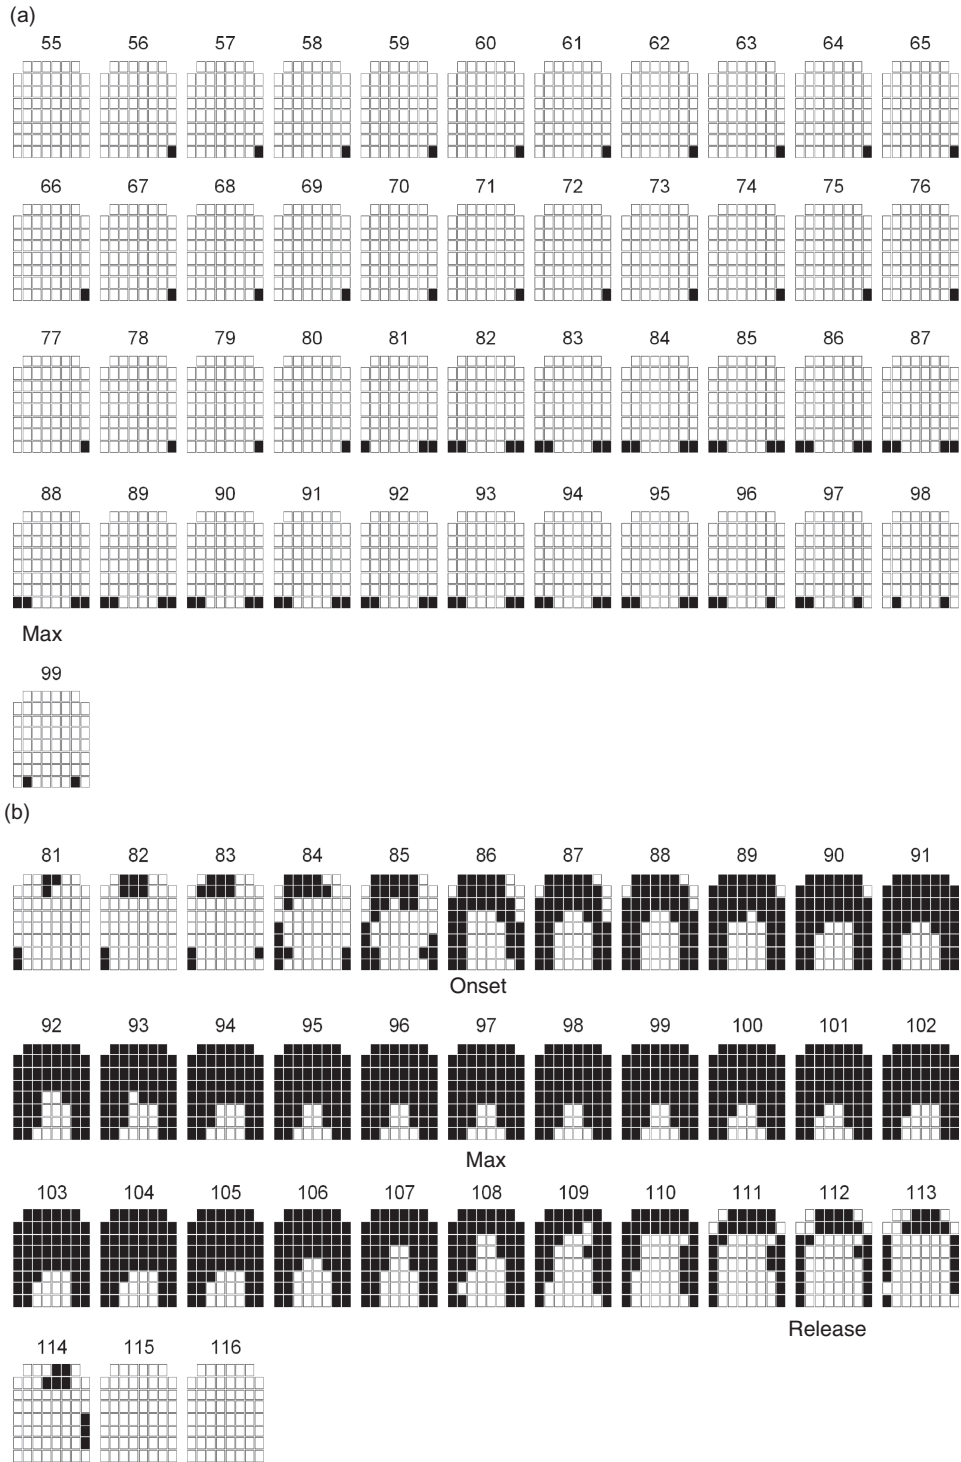 (a)
55 56 57 58 59 60 61 62 63 64 65
66 67 68 69 70 71 72 73 74 75 76
77 78 79 80 81 82 83 84 85 86 87
88 89 90 91 92 93 94 95 96 97 98
Max
99
(b)
81 82 83 84 85 86 87 88 89 90 91
Onset
92 93 94 95 96 97 98 99 100 101 102
Max
103 104 105 106 107 108 109 110 111 112 113
Release
114 115 116